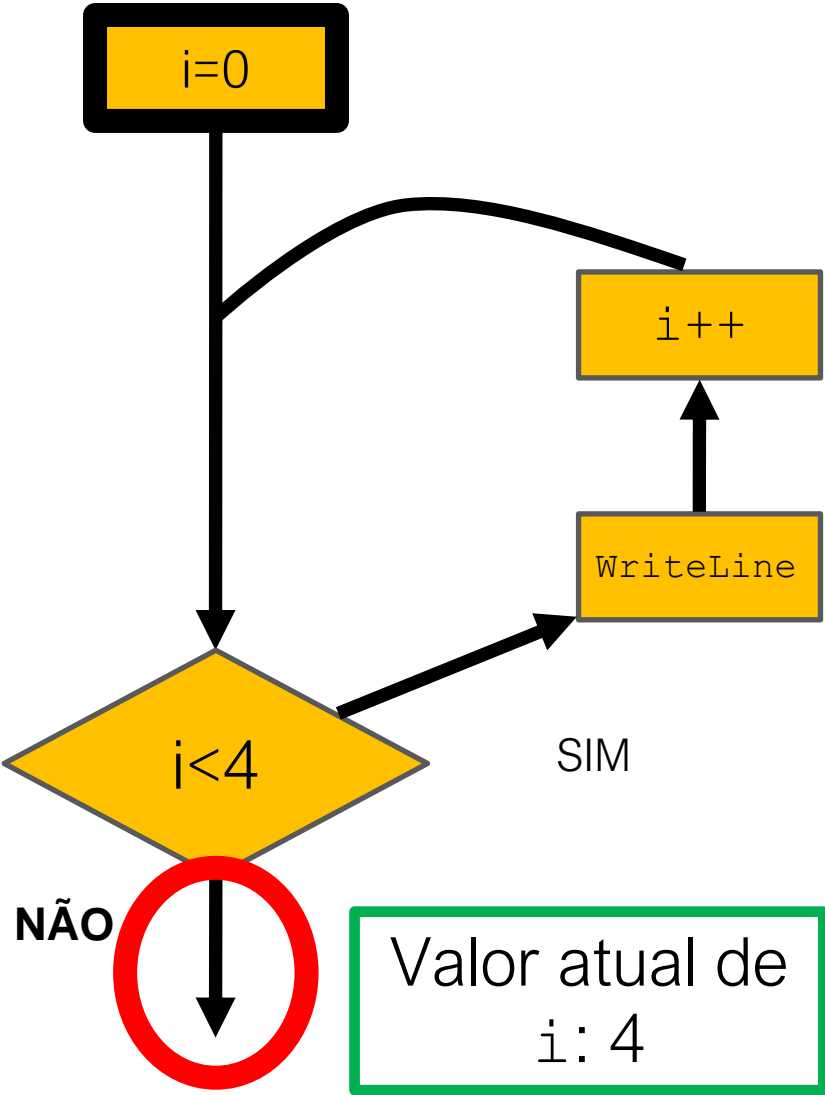 i=0
i++
WriteLine
i<4
SIM
NÃO
Valor atual de
i: 4